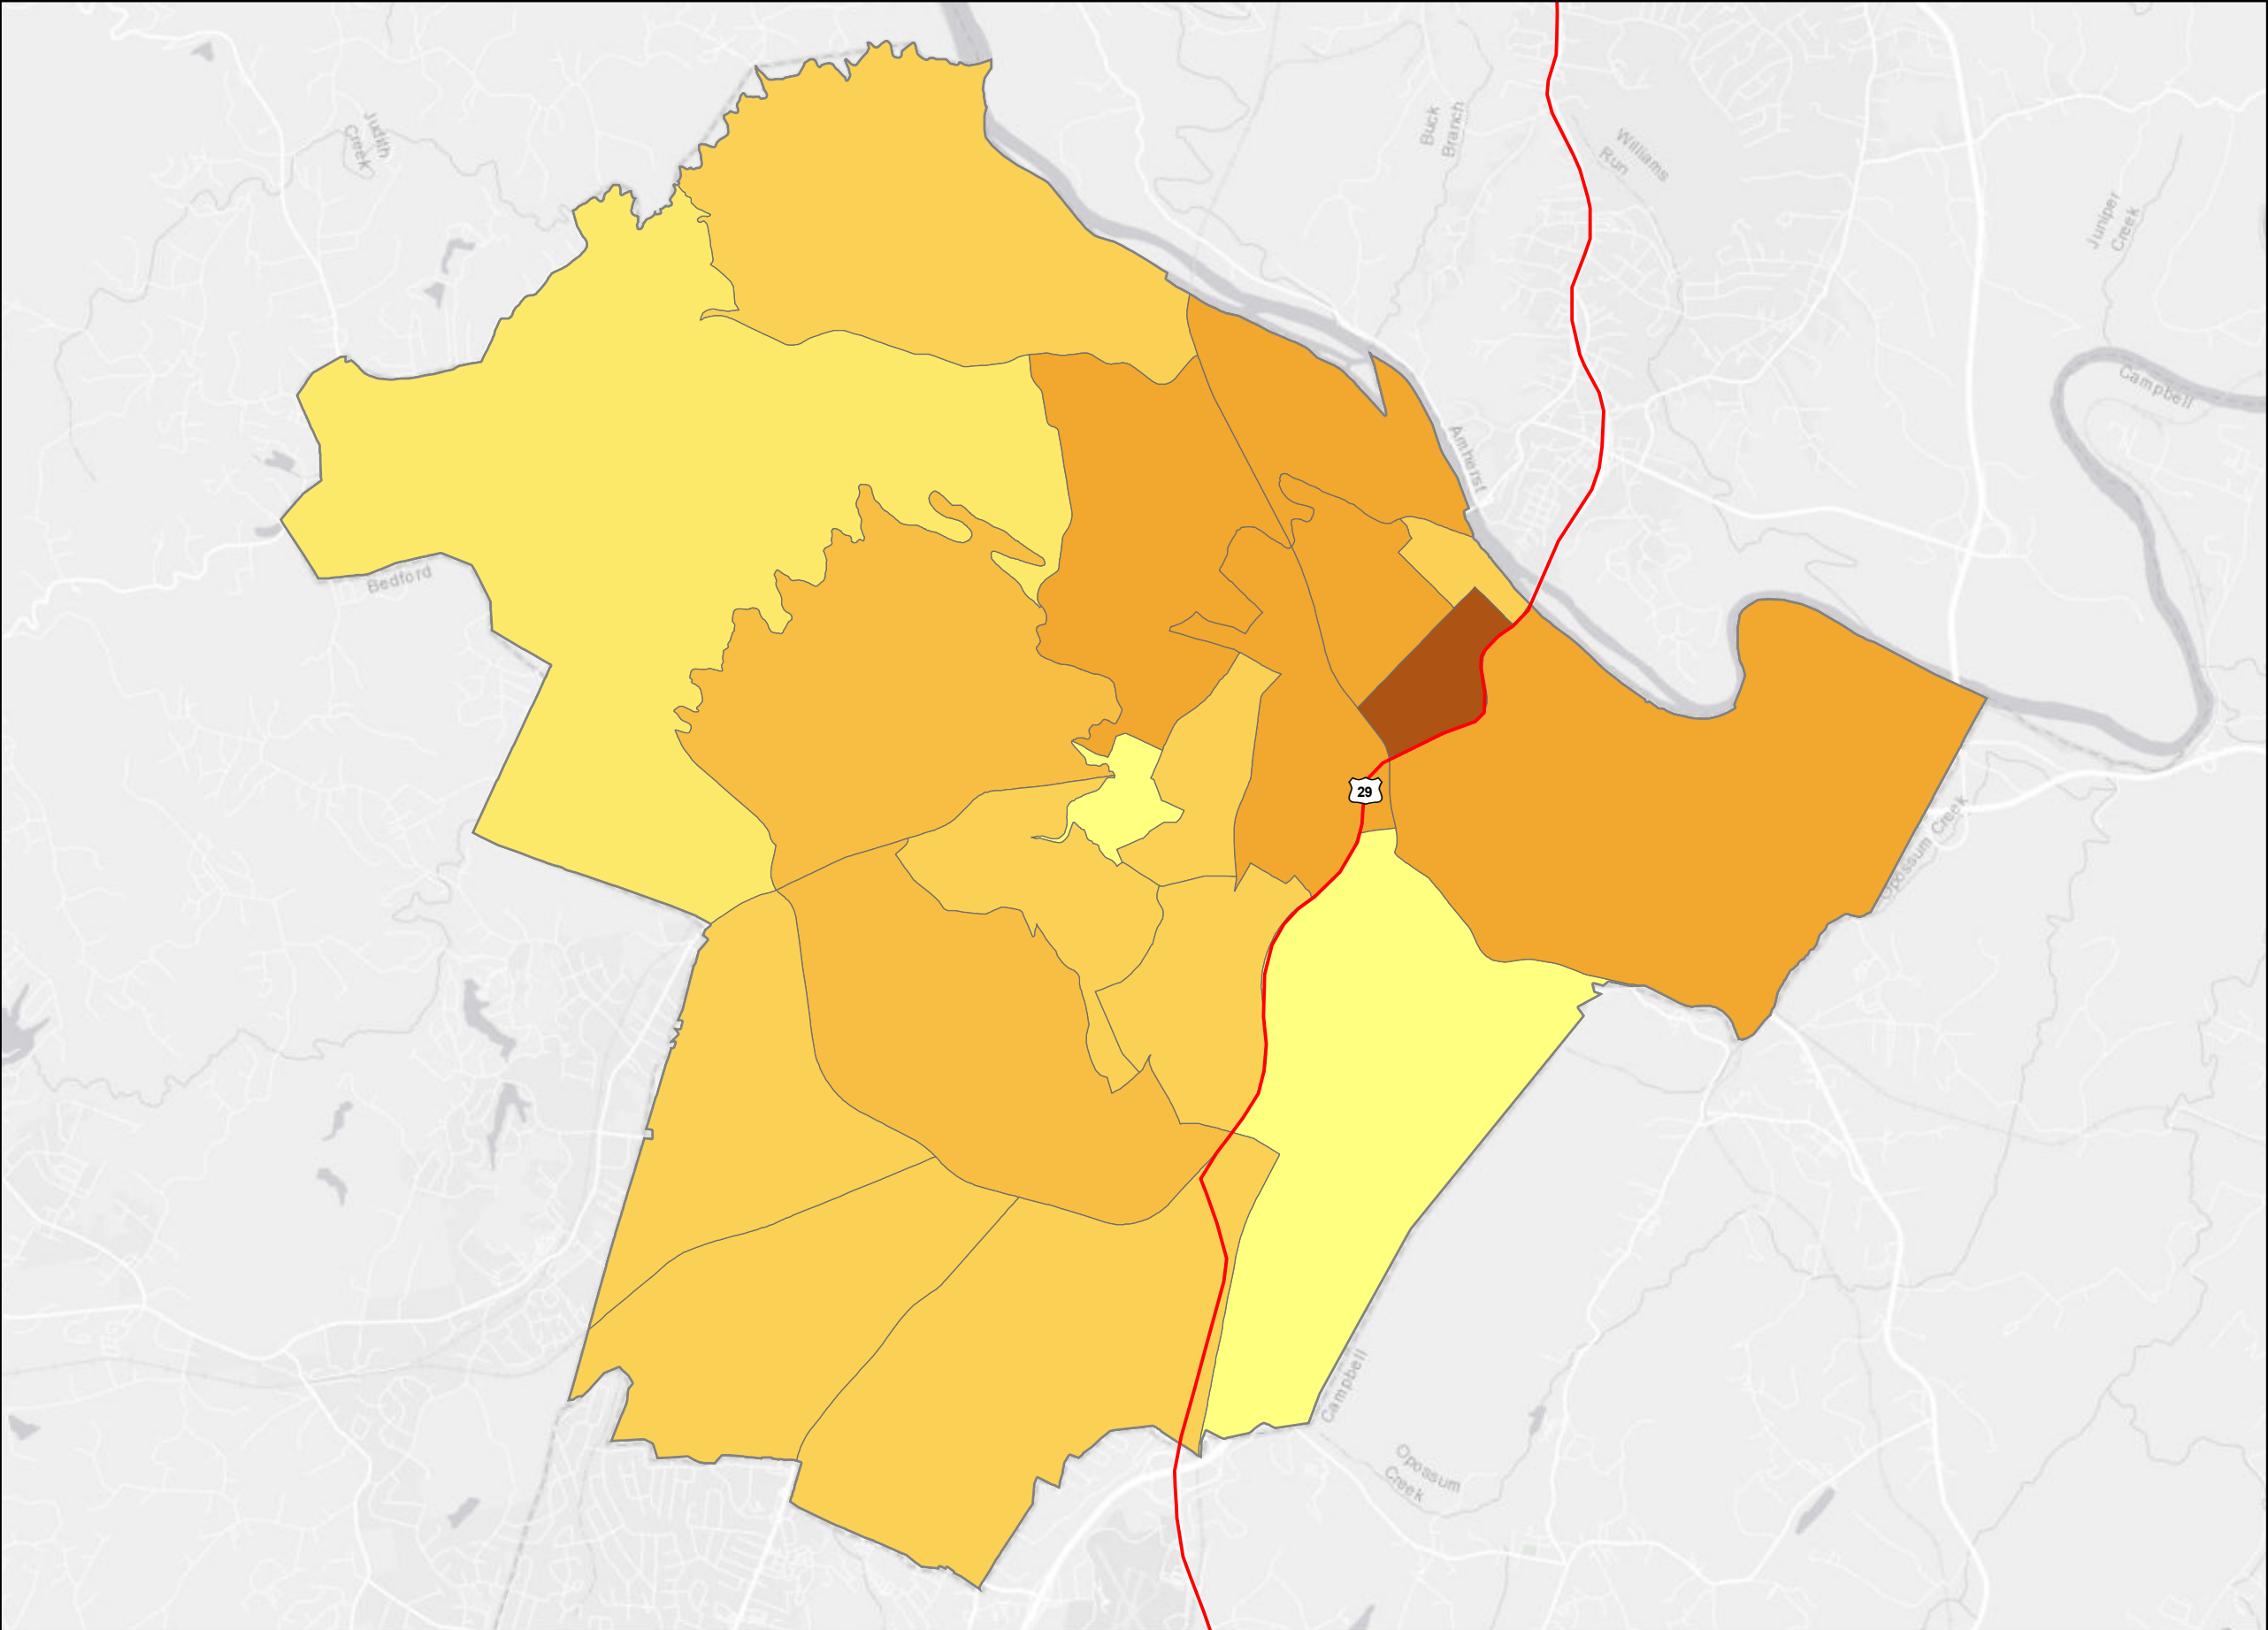 Judith
Creek
Buck
Branch
Williams
Run
Juniper
Creek
Campbell
Amherst
Bedford
29
Opossum Creek
Campbell
Opossum
Creek